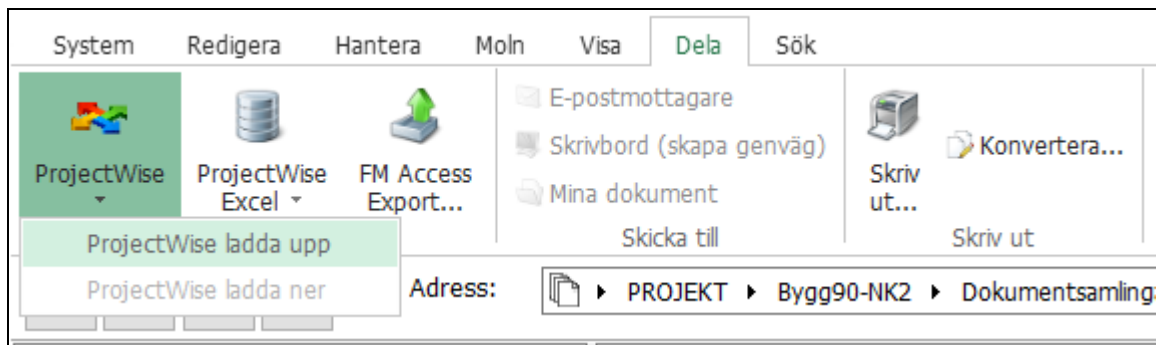 System Redigera Hantera Moln Visa Dela Sök
ProjectWise
ProjectWise
Excel
FM Access
Export...
E-postmottagare
Skrivbord (skapa genväg)
Mina dokument
Skicka till
Skriv
ut...
Konvertera...
Skriv ut
ProjectWise ladda upp
ProjectWise ladda ner
Adress: PROJEKT Bygg90-NK2 Dokumentsamling